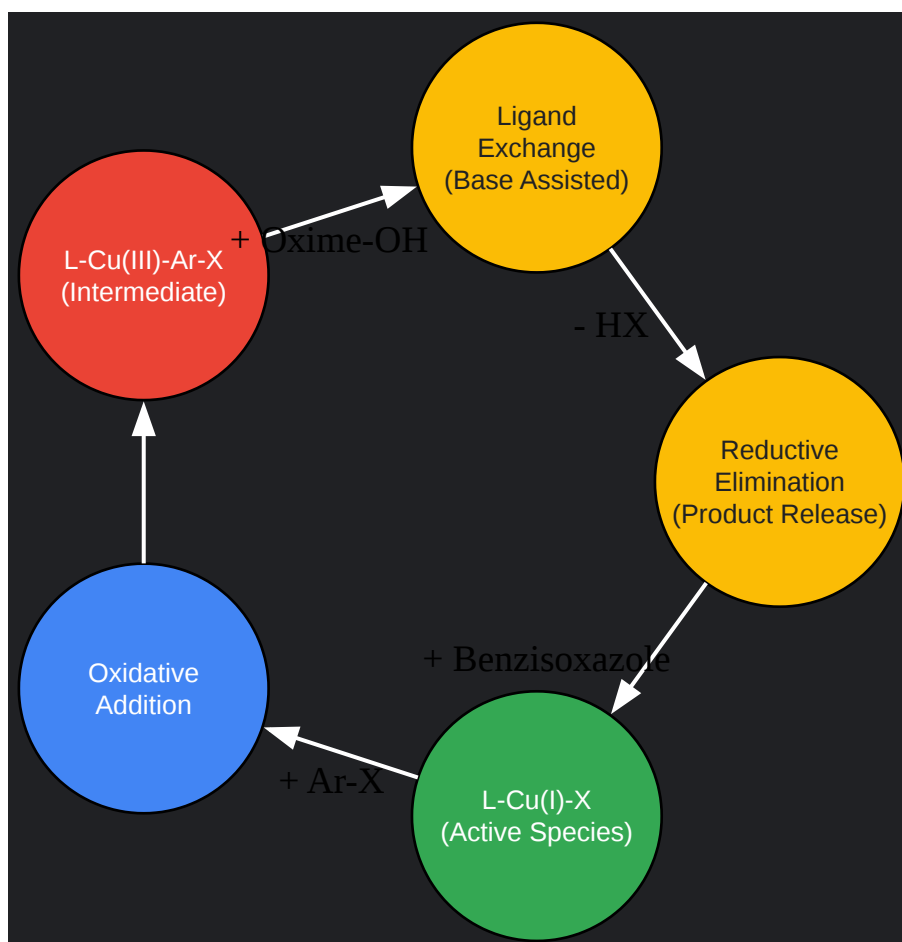 Ligand
Exchange
(Base Assisted)
+ Oxime-OH
L-Cu(III)-Ar-X
(Intermediate)
- HX
Reductive
Elimination
(Product Release)
+ Benzisoxazole
Oxidative
Addition
+ Ar-X
L-Cu(I)-X
(Active Species)